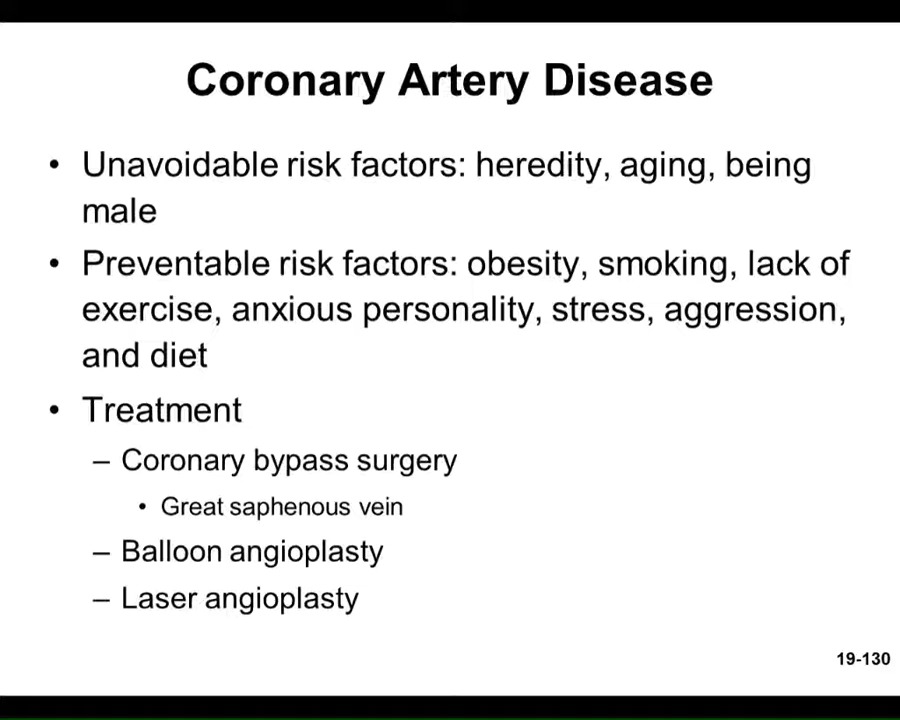 Coronary Artery Disease
• Unavoidable risk factors: heredity, aging, being
male
• Preventable risk factors: obesity, smoking, lack of
exercise, anxious personality, stress, aggression,
and diet
• Treatment
– Coronary bypass surgery
• Great saphenous vein
– Balloon angioplasty
– Laser angioplasty
19-130